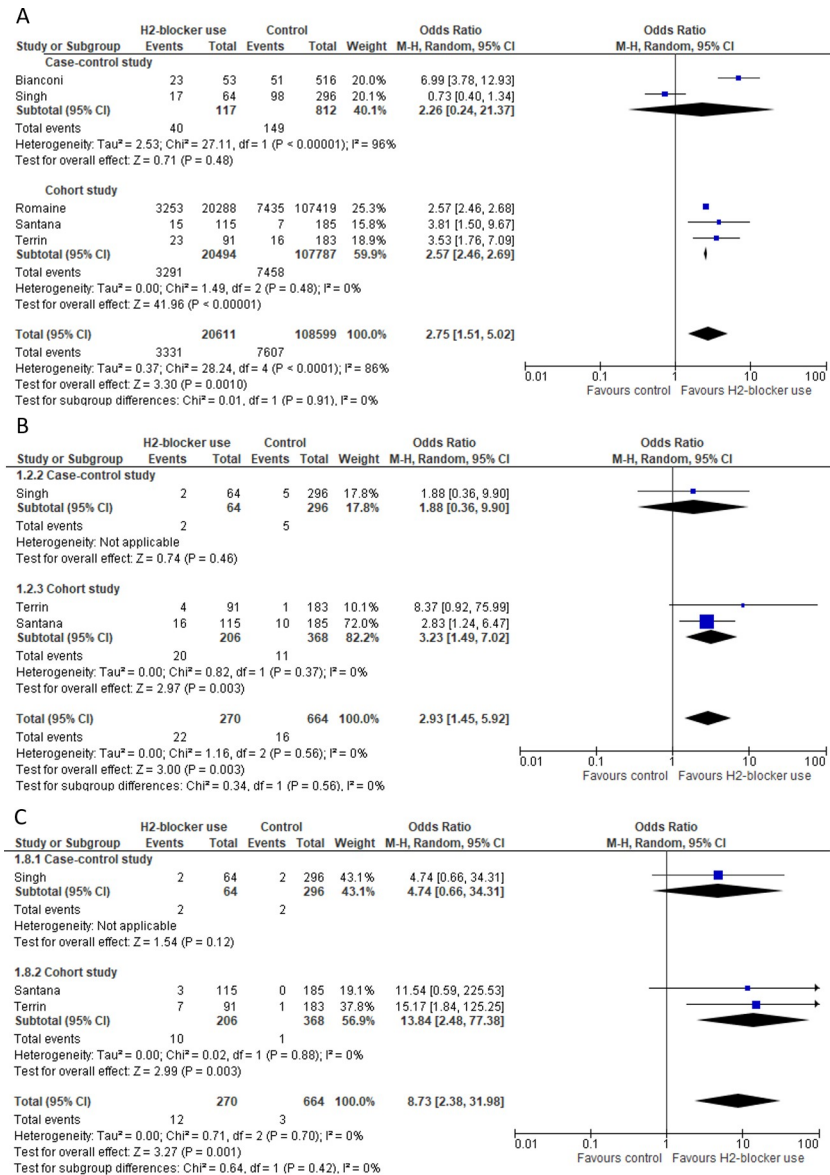 A
H2-blocker use Control Odds Ratio Odds Ratio
Study or Subgroup Events Total Events Total Weight M-H, Random, 95% CI M-H, Random, 95% CI
Case-control study
Bianconi 23 53 51 516 20.0% 6.99 [3.78, 12.93]
Singh 17 64 98 296 20.1% 0.73 [0.40, 1.34]
Subtotal (95% CI) 117 812 40.1% 2.26 [0.24, 21.37]
Total events 40 149
Heterogeneity: Tau² = 2.53; Chi² = 27.11, df = 1 (P < 0.00001); I² = 96%
Test for overall effect: Z = 0.71 (P = 0.48)
Cohort study
Romaine 3253 20288 7435 107419 25.3% 2.57 [2.46, 2.68]
Santana 15 115 7 185 15.8% 3.81 [1.50, 9.67]
Terrin 23 91 16 183 18.9% 3.53 [1.76, 7.09]
Subtotal (95% CI) 20494 107787 59.9% 2.57 [2.46, 2.69]
Total events 3291 7458
Heterogeneity: Tau² = 0.00; Chi² = 1.49, df = 2 (P = 0.48); I² = 0%
Test for overall effect: Z = 41.96 (P < 0.00001)
Total (95% CI) 20611 108599 100.0% 2.75 [1.51, 5.02]
Total events 3331 7607
Heterogeneity: Tau² = 0.37; Chi² = 28.24, df = 4 (P < 0.0001); I² = 86%
Test for overall effect: Z = 3.30 (P = 0.0010)
Test for subgroup differences: Chi² = 0.01, df = 1 (P = 0.91), I² = 0%
0.01 0.1 1 10 100
Favours control Favours H2-blocker use
B
H2-blocker use Control Odds Ratio Odds Ratio
Study or Subgroup Events Total Events Total Weight M-H, Random, 95% CI M-H, Random, 95% CI
1.2.2 Case-control study
Singh 2 64 5 296 17.8% 1.88 [0.36, 9.90]
Subtotal (95% CI) 64 296 17.8% 1.88 [0.36, 9.90]
Total events 2 5
Heterogeneity: Not applicable
Test for overall effect: Z = 0.74 (P = 0.46)
1.2.3 Cohort study
Terrin 4 91 1 183 10.1% 8.37 [0.92, 75.99]
Santana 16 115 10 185 72.0% 2.83 [1.24, 6.47]
Subtotal (95% CI) 206 368 82.2% 3.23 [1.49, 7.02]
Total events 20 11
Heterogeneity: Tau² = 0.00; Chi² = 0.82, df = 1 (P = 0.37); I² = 0%
Test for overall effect: Z = 2.97 (P = 0.003)
Total (95% CI) 270 664 100.0% 2.93 [1.45, 5.92]
Total events 22 16
Heterogeneity: Tau² = 0.00; Chi² = 1.16, df = 2 (P = 0.56); I² = 0%
Test for overall effect: Z = 3.00 (P = 0.003)
Test for subgroup differences: Chi² = 0.34, df = 1 (P = 0.56), I² = 0%
0.01 0.1 1 10 100
Favours control Favours H2-blocker use
C
H2-blocker use Control Odds Ratio Odds Ratio
Study or Subgroup Events Total Events Total Weight M-H, Random, 95% CI M-H, Random, 95% CI
1.8.1 Case-control study
Singh 2 64 2 296 43.1% 4.74 [0.66, 34.31]
Subtotal (95% CI) 64 296 43.1% 4.74 [0.66, 34.31]
Total events 2 2
Heterogeneity: Not applicable
Test for overall effect: Z = 1.54 (P = 0.12)
1.8.2 Cohort study
Santana 3 115 0 185 19.1% 11.54 [0.59, 225.53]
Terrin 7 91 1 183 37.8% 15.17 [1.84, 125.25]
Subtotal (95% CI) 206 368 56.9% 13.84 [2.48, 77.38]
Total events 10 1
Heterogeneity: Tau² = 0.00; Chi² = 0.02, df = 1 (P = 0.88); I² = 0%
Test for overall effect: Z = 2.99 (P = 0.003)
Total (95% CI) 270 664 100.0% 8.73 [2.38, 31.98]
Total events 12 3
Heterogeneity: Tau² = 0.00; Chi² = 0.71, df = 2 (P = 0.70); I² = 0%
Test for overall effect: Z = 3.27 (P = 0.001)
Test for subgroup differences: Chi² = 0.64, df = 1 (P = 0.42), I² = 0%
0.01 0.1 1 10 100
Favours control Favours H2-blocker use